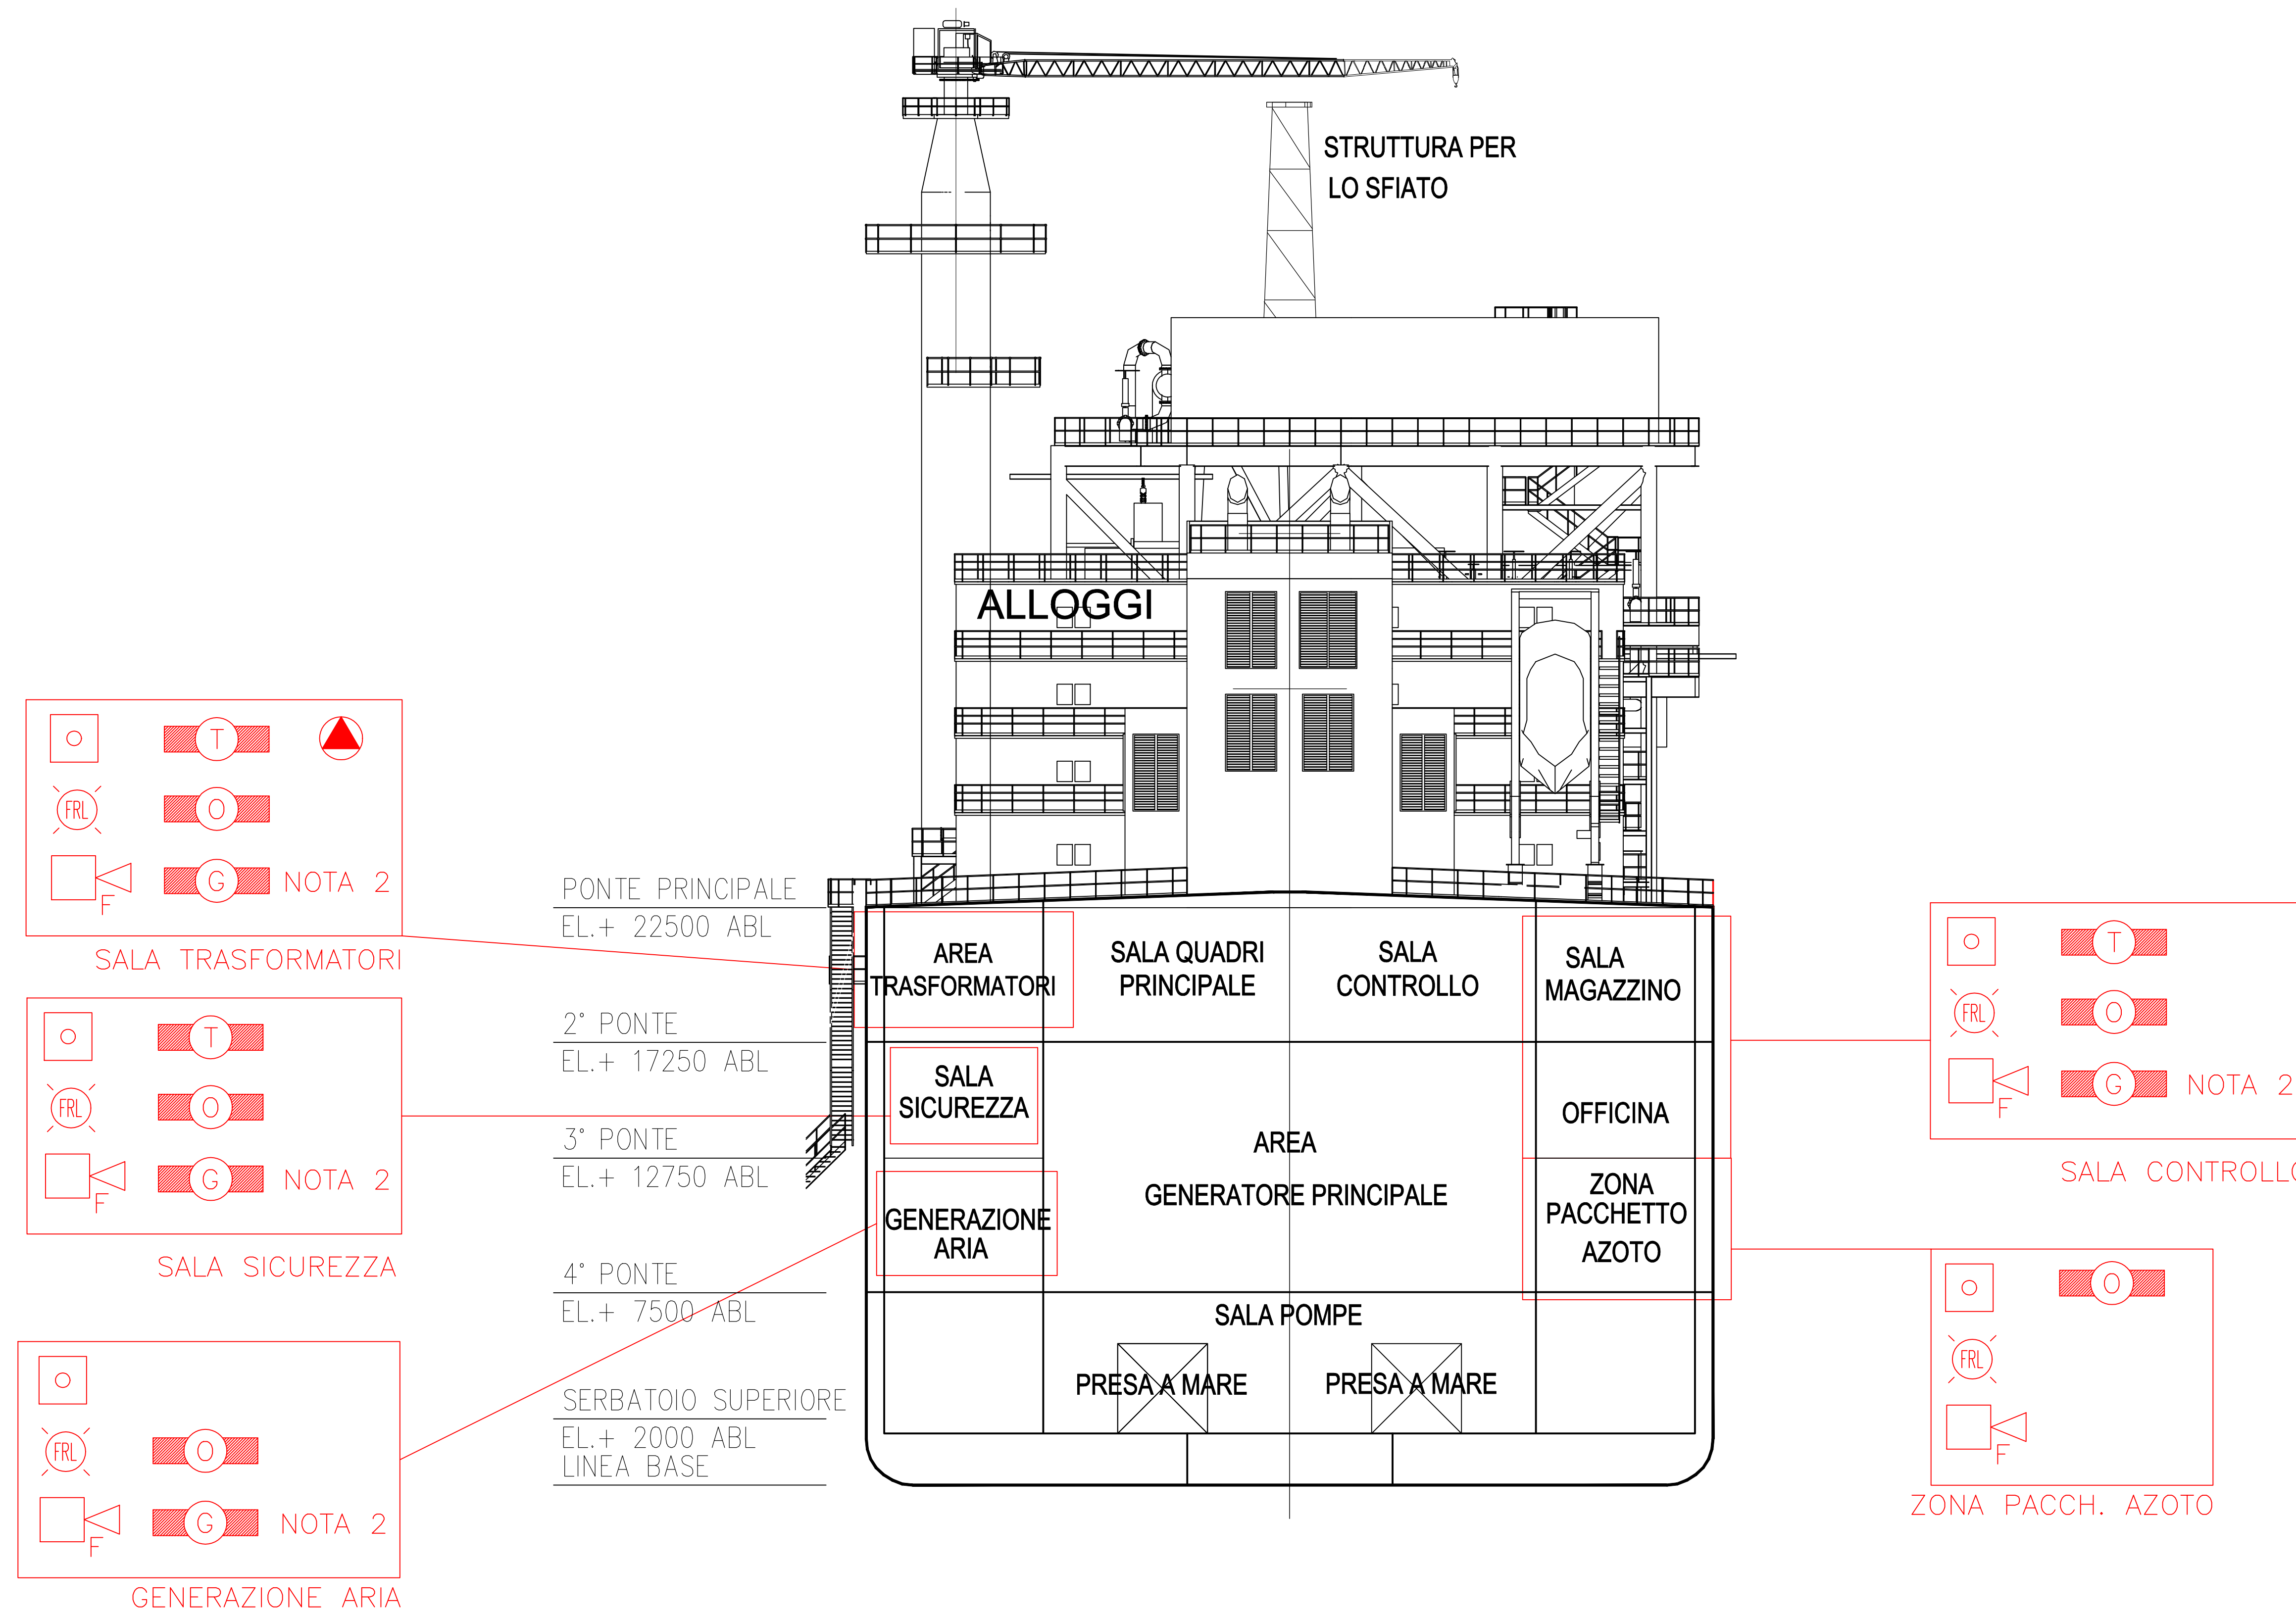 STRUTTURA PER
LO SFIATO
ALLOGGI
T
FRL
O
F
G
NOTA 2
SALA TRASFORMATORI
T
FRL
O
F
G
NOTA 2
SALA SICUREZZA
FRL
O
F
G
NOTA 2
GENERAZIONE ARIA
PONTE PRINCIPALE
EL.+ 22500 ABL
2° PONTE
EL.+ 17250 ABL
3° PONTE
EL.+ 12750 ABL
4° PONTE
EL.+ 7500 ABL
SERBATOIO SUPERIORE
EL.+ 2000 ABL
LINEA BASE
AREA
TRASFORMATORI
SALA QUADRI
PRINCIPALE
SALA
CONTROLLO
SALA
MAGAZZINO
SALA
SICUREZZA
OFFICINA
AREA
GENERATORE PRINCIPALE
GENERAZIONE
ARIA
ZONA
PACCHETTO
AZOTO
SALA POMPE
PRESA A MARE
PRESA A MARE
T
FRL
O
F
G
NOTA 2
SALA CONTROLLO
O
FRL
F
ZONA PACCH. AZOTO